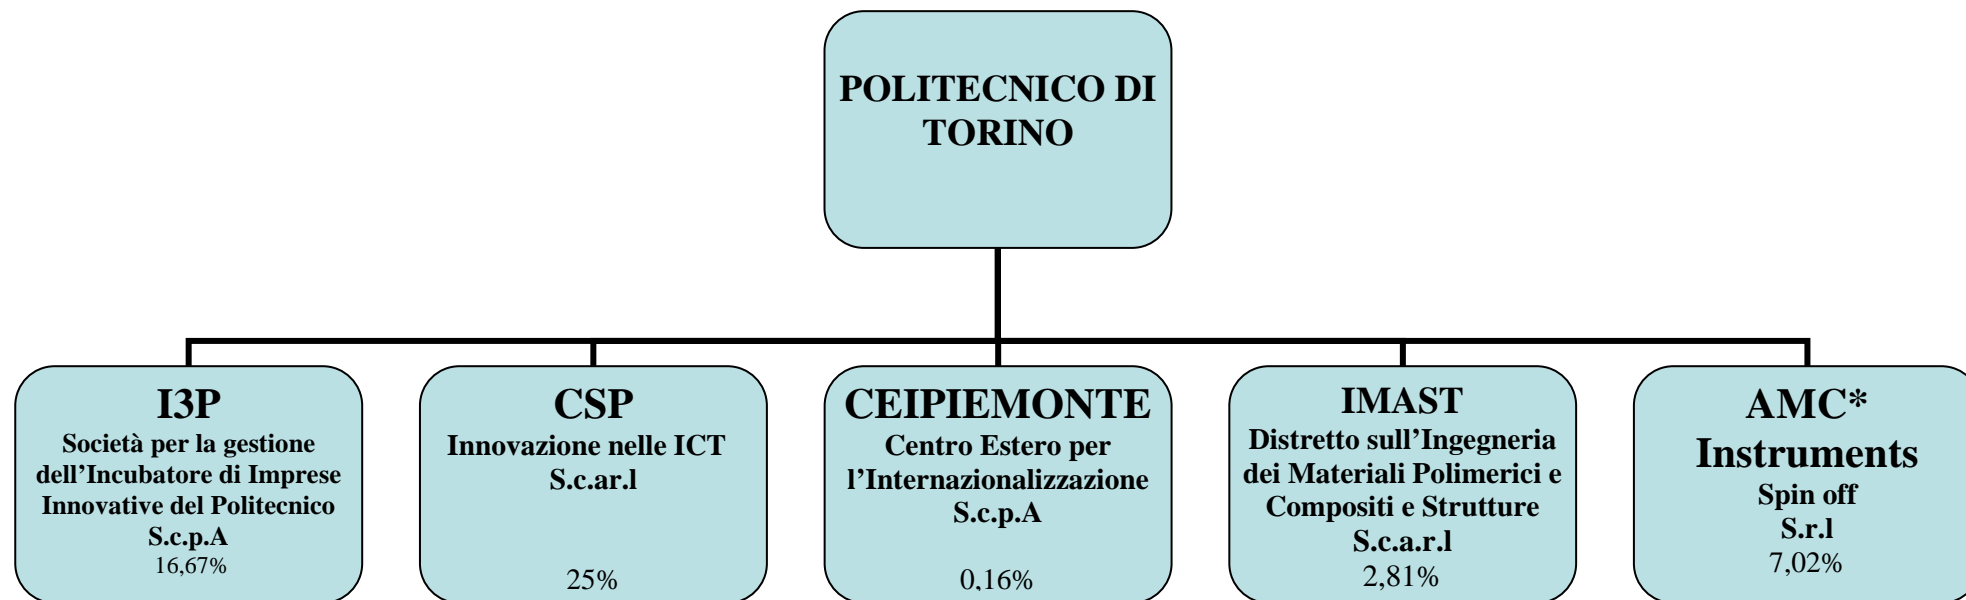 POLITECNICO DI
TORINO
I3P
Società per la gestione
dell’Incubatore di Imprese
Innovative del Politecnico
S.c.p.A
16,67%
CSP
Innovazione nelle ICT
S.c.ar.l
25%
CEIPIEMONTE
Centro Estero per
l’Internazionalizzazione
S.c.p.A
0,16%
IMAST
Distretto sull’Ingegneria
dei Materiali Polimerici e
Compositi e Strutture
S.c.a.r.l
2,81%
AMC*
Instruments
Spin off
S.r.l
7,02%